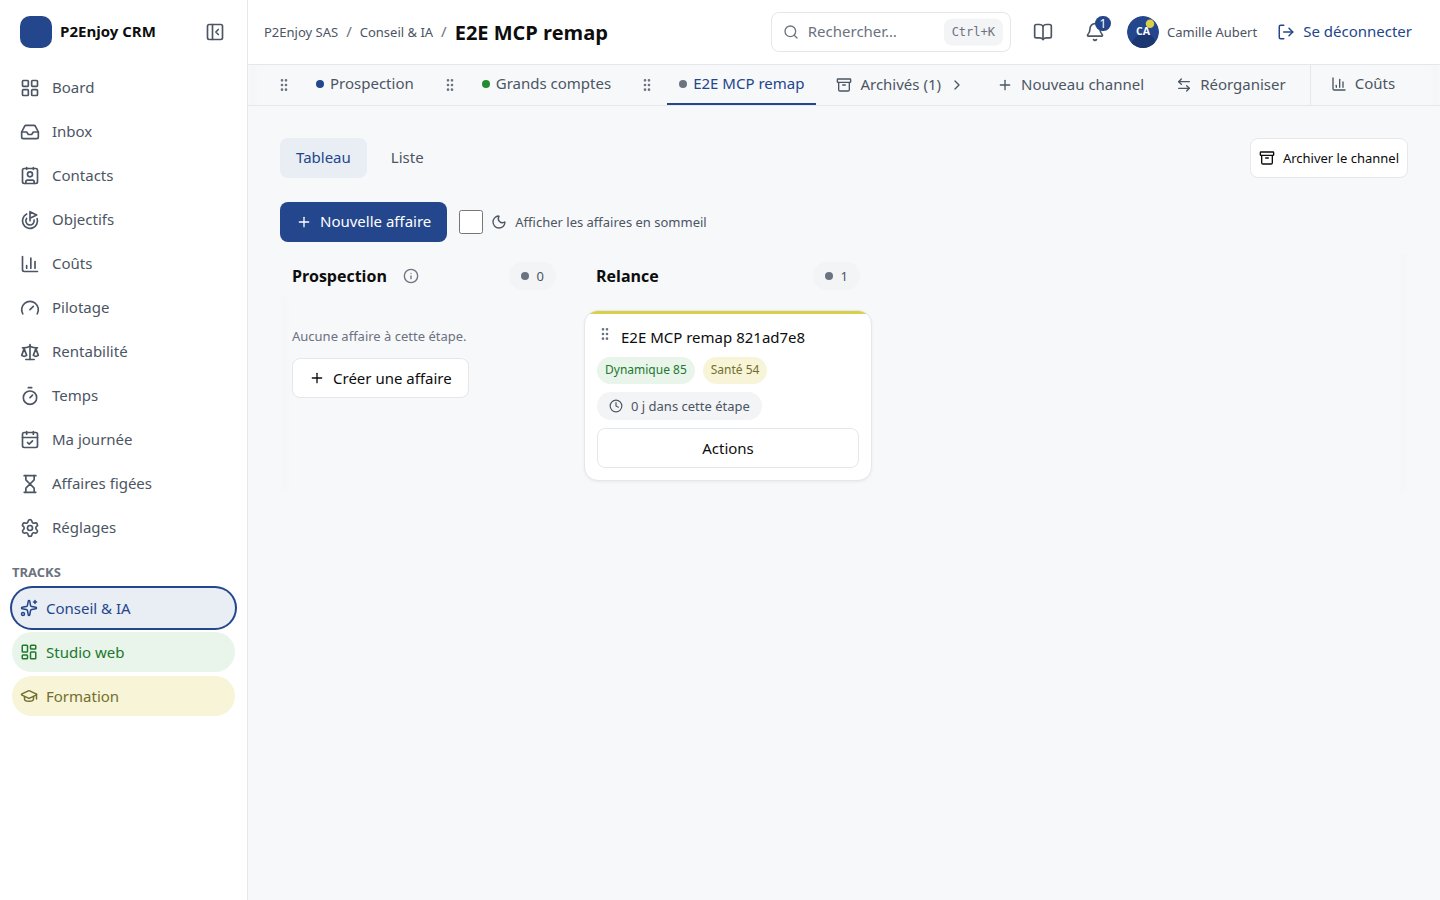 P2Enjoy CRM
Board
Inbox
Contacts
Objectifs
Coûts
Pilotage
Rentabilité
Temps
Ma journée
Affaires figées
Réglages
TRACKS
Conseil & IA
Studio web
Formation
P2Enjoy SAS / Conseil & IA / E2E MCP remap
Rechercher... Ctrl+K
1
CA
Camille Aubert
Se déconnecter
Prospection
Grands comptes
E2E MCP remap
Archivés (1)
Nouveau channel
Réorganiser
Coûts
Tableau
Liste
Archiver le channel
Nouvelle affaire
Afficher les affaires en sommeil
Prospection 0
Aucune affaire à cette étape.
Créer une affaire
Relance 1
E2E MCP remap 821ad7e8
Dynamique 85
Santé 54
0 j dans cette étape
Actions